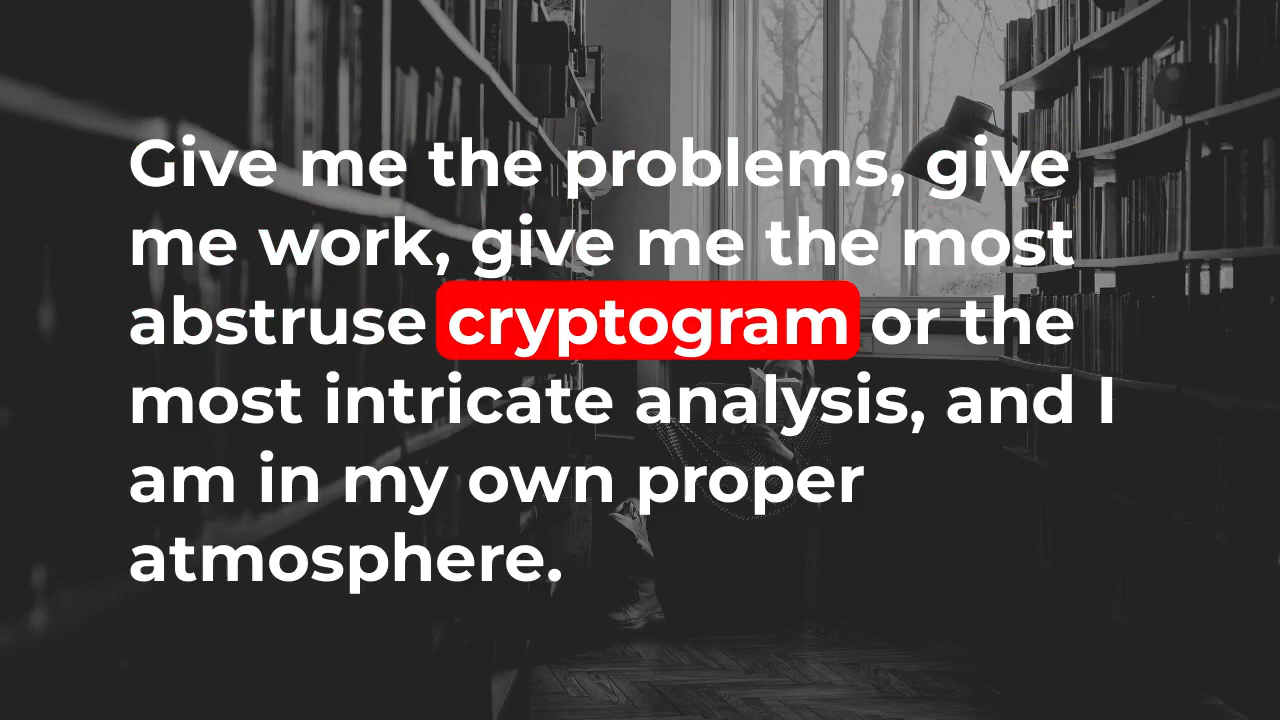 Give me the problems, give
me work, give me the most
abstruse cryptogram or the
most intricate analysis, and I
am in my own proper
atmosphere.